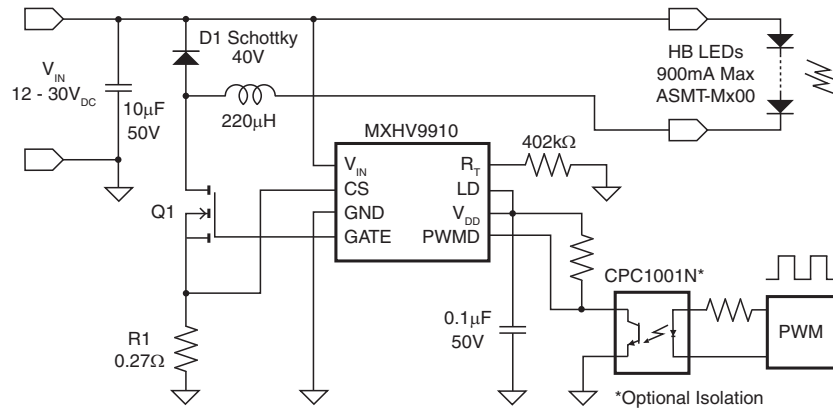 D1 Schottky
40V
V_IN
12 - 30V_DC
10μF
50V
220μH
HB LEDs
900mA Max
ASMT-Mx00
MXHV9910
402kΩ
V_IN
R_T
CS
LD
GND
V_DD
GATE
PWMD
Q1
CPC1001N*
R1
0.27Ω
0.1μF
50V
PWM
*Optional Isolation